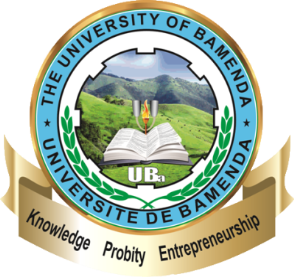 THE UNIVERSITY OF BAMENDA
UBa
UNIVERSITE DE BAMENDA
Knowledge Probity Entrepreneurship